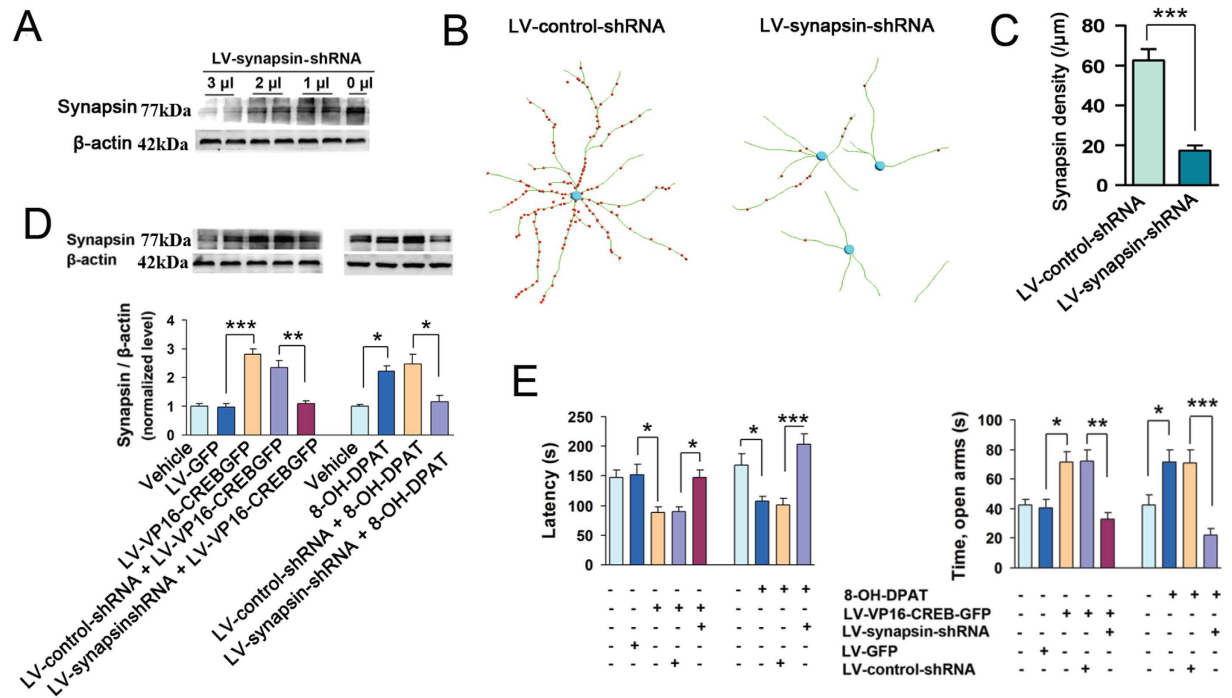 A
LV-synapsin-shRNA
3 µl 2 µl 1 µl 0 µl
Synapsin 77kDa
β-actin 42kDa
B
LV-control-shRNA LV-synapsin-shRNA
C
***
Synapsin density (/µm)
80
60
40
20
0
LV-control-shRNA
LV-synapsin-shRNA
D
Synapsin 77kDa
β-actin 42kDa
Synapsin / β-actin
(normalized level)
4
3
2
1
0
*** ** * *
Vehicle
LV-GFP
LV-VP16-CREBGFP
LV-control-shRNA + LV-VP16-CREBGFP
LV-synapsinshRNA + LV-VP16-CREBGFP
Vehicle
8-OH-DPAT
LV-control-shRNA + 8-OH-DPAT
LV-synapsin-shRNA + 8-OH-DPAT
E
Latency (s)
250
200
150
100
50
0
* * * ***
Time, open arms (s)
100
80
60
40
20
0
* ** * ***
- - - - - - + + + 8-OH-DPAT - - - - - - + + +
- - + + + - - - - LV-VP16-CREB-GFP - - + + + - - - -
- - - - + - - - + LV-synapsin-shRNA - - - - + - - - +
- + - - - - - - - LV-GFP - + - - - - - - -
- - - + - - - + - LV-control-shRNA - - - + - - - + -